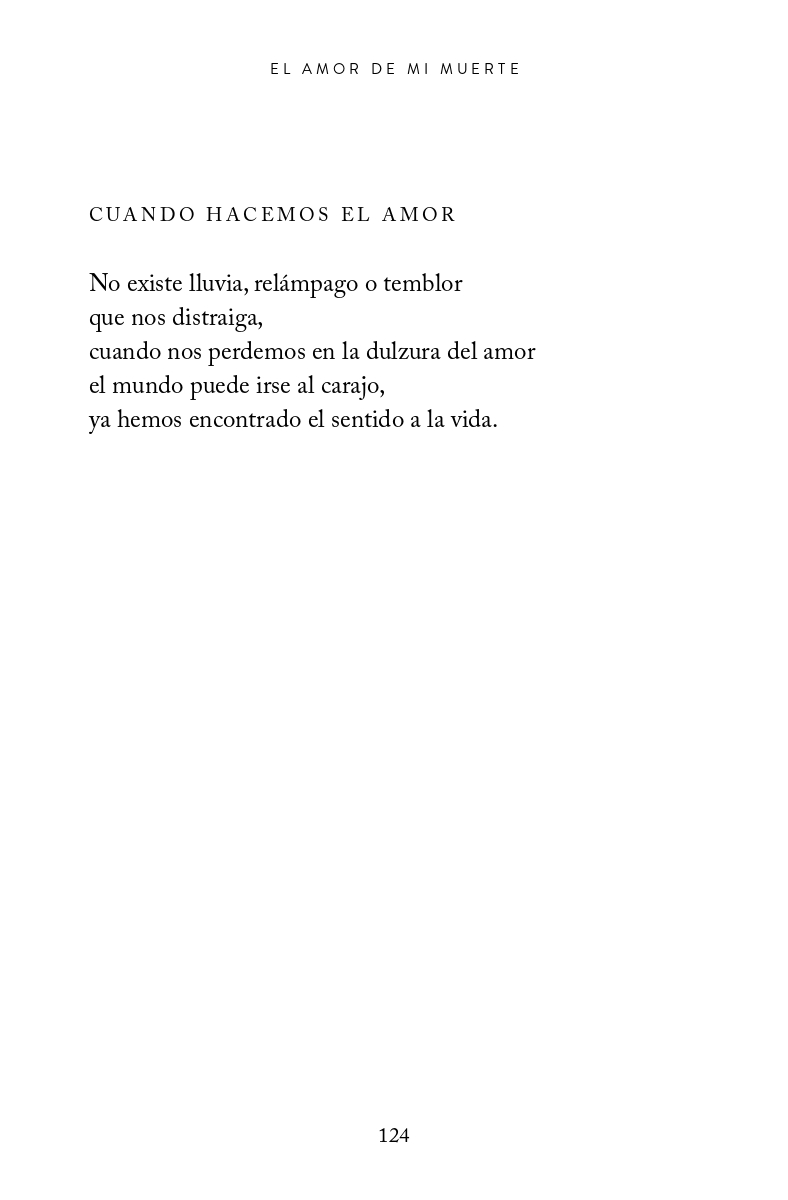 EL AMOR DE MI MUERTE
CUANDO HACEMOS EL AMOR
No existe lluvia, relámpago o temblor
que nos distraiga,
cuando nos perdemos en la dulzura del amor
el mundo puede irse al carajo,
ya hemos encontrado el sentido a la vida.
124